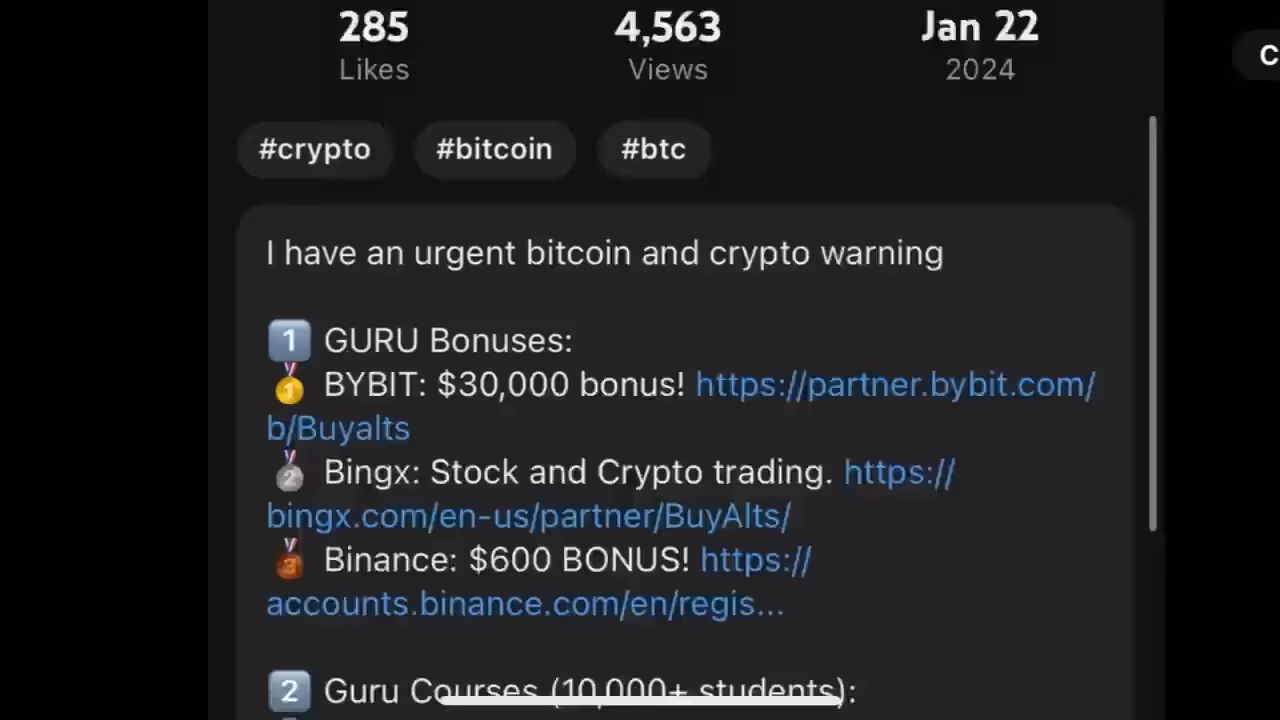 285 4,563 Jan 22
Likes Views 2024
C
#crypto #bitcoin #btc
I have an urgent bitcoin and crypto warning
1️⃣ GURU Bonuses:
🥇 BYBIT: $30,000 bonus! https://partner.bybit.com/
b/Buyalts
🥈 Bingx: Stock and Crypto trading. https://
bingx.com/en-us/partner/BuyAlts/
🥉 Binance: $600 BONUS! https://
accounts.binance.com/en/regis...
2️⃣ Guru Courses (10,000+ students):